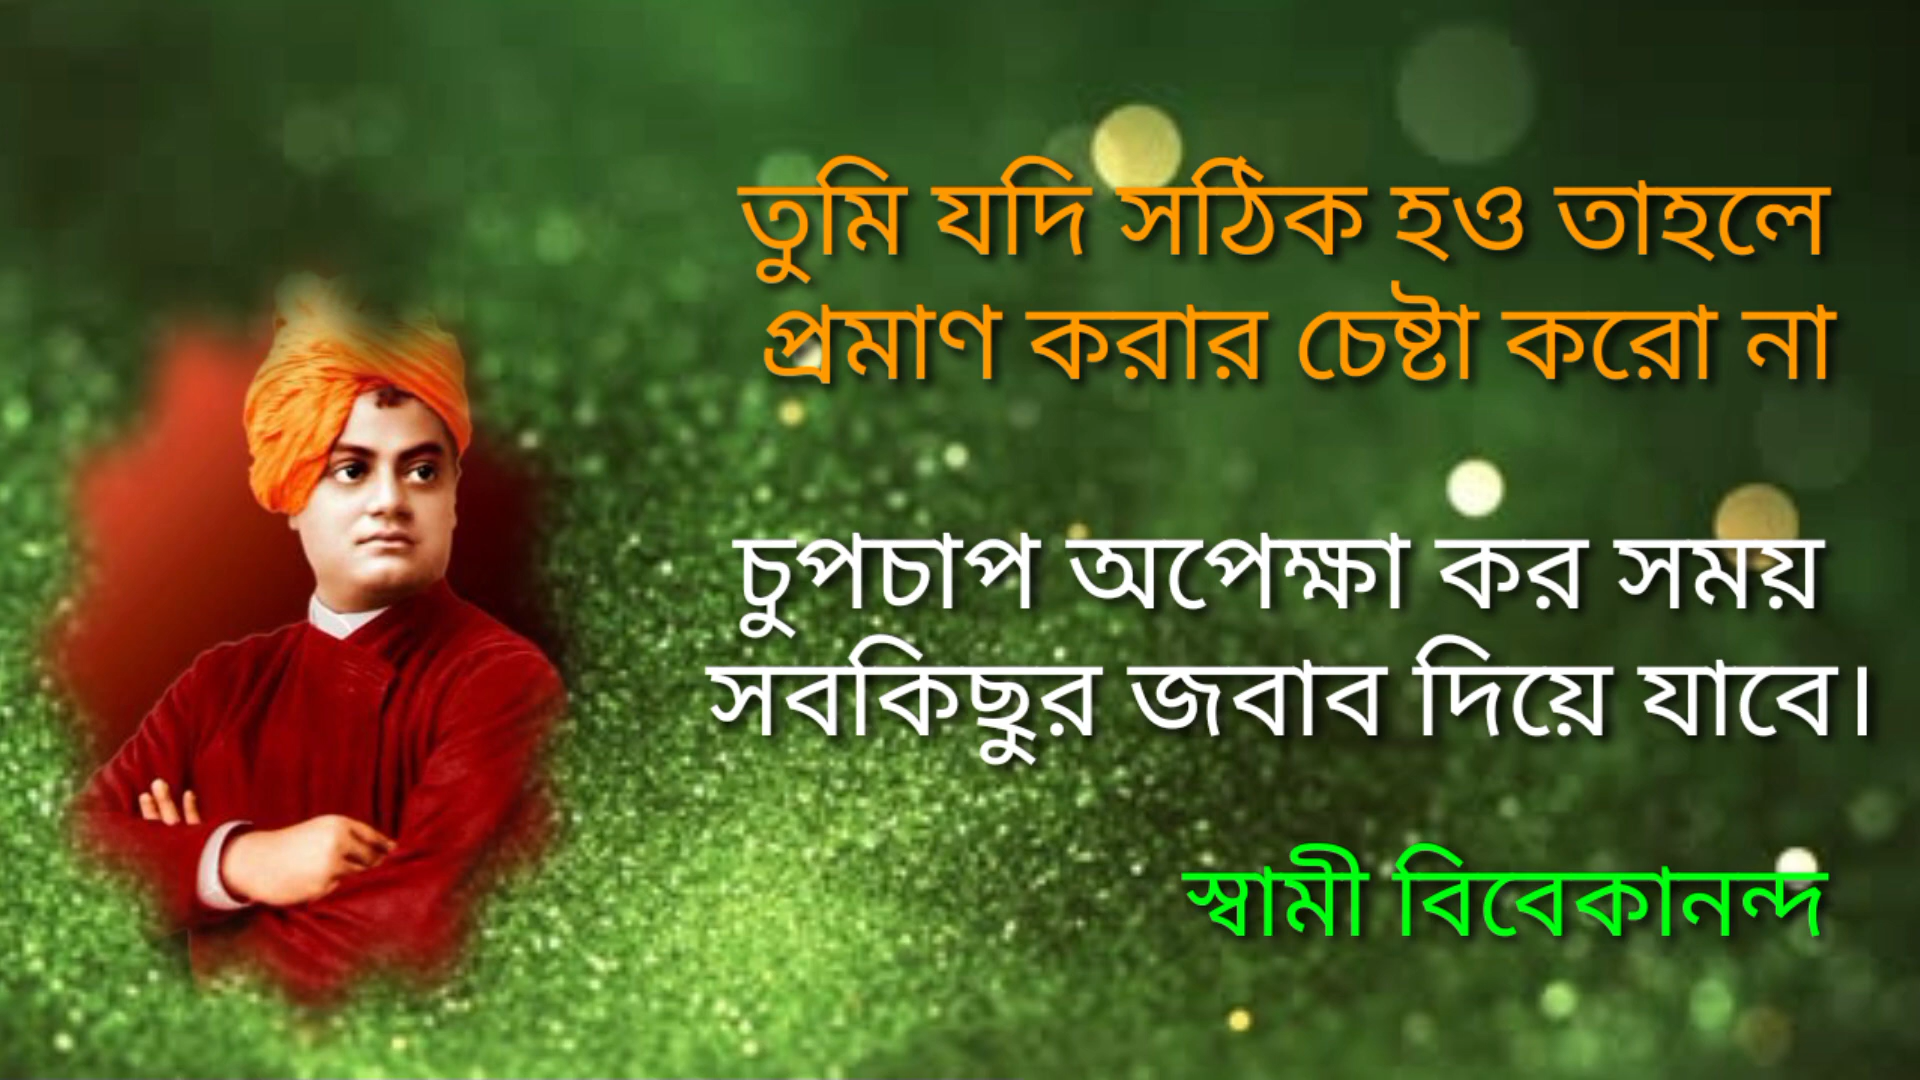 তুমি যদি সঠিক হও তাহলে
প্রমাণ করার চেষ্টা করো না
চুপচাপ অপেক্ষা কর সময়
সবকিছুর জবাব দিয়ে যাবে।
স্বামী বিবেকানন্দ